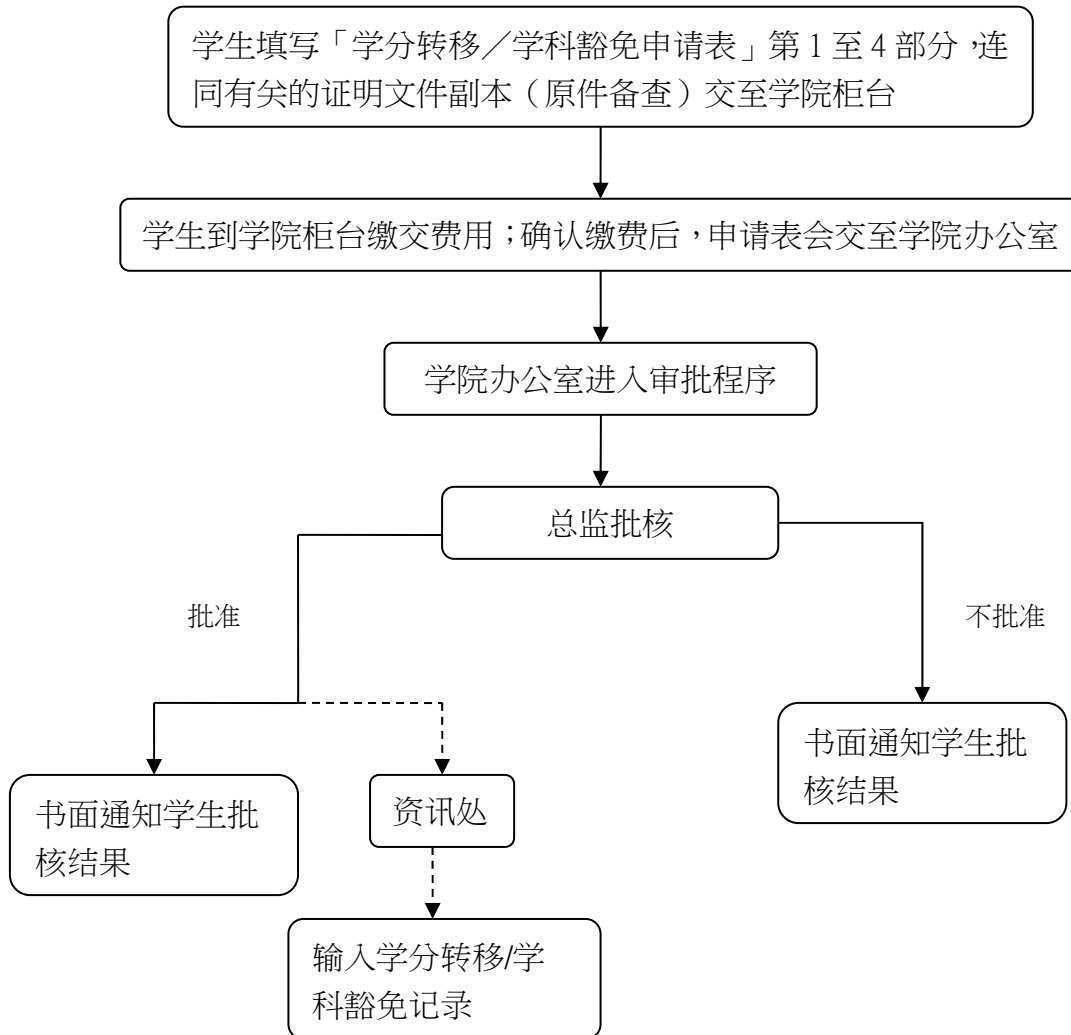 学生填写「学分转移／学科豁免申请表」第 1 至 4 部分，连
同有关的证明文件副本（原件备查）交至学院柜台
学生到学院柜台缴交费用；确认缴费后，申请表会交至学院办公室
学院办公室进入审批程序
总监批核
批准
不批准
书面通知学生批
核结果
资讯处
书面通知学生批
核结果
输入学分转移/学
科豁免记录